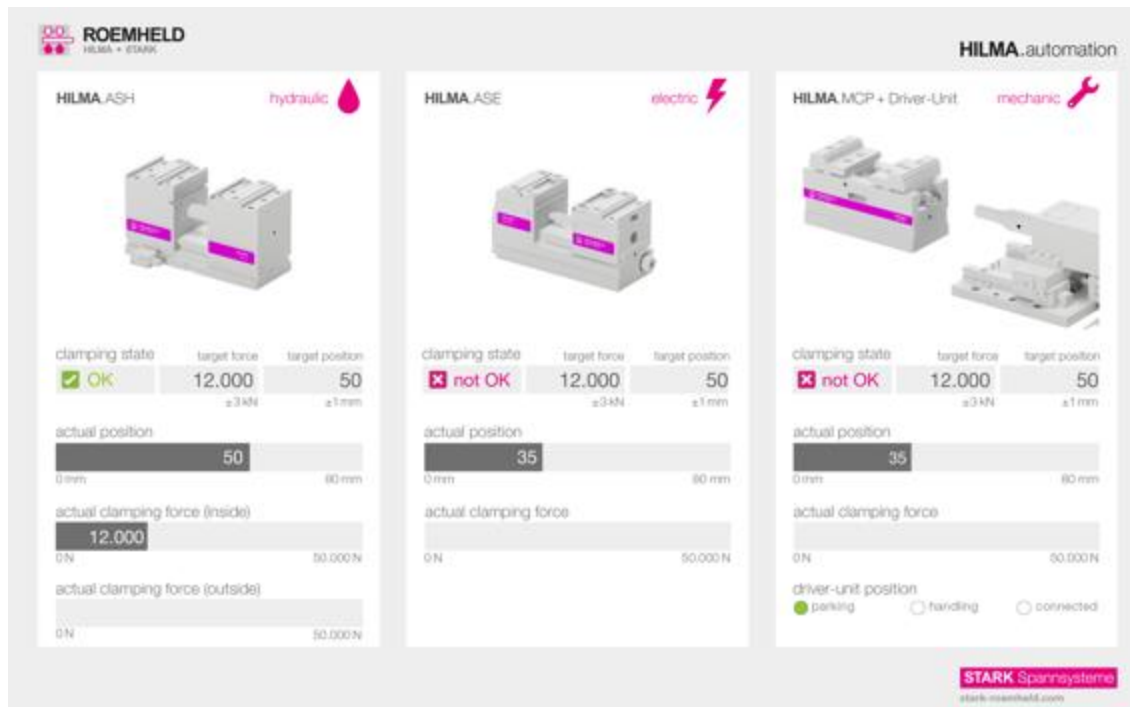 ROEMHELD
HILMA + STARK
HILMA.automation
HILMA.ASH
hydraulic
clamping state
target force
target position
OK
12.000
50
±3 kN
±1 mm
actual position
50
0 mm
80 mm
actual clamping force (inside)
12.000
0 N
50.000 N
actual clamping force (outside)
0 N
50.000 N
HILMA.ASE
electric
clamping state
target force
target position
not OK
12.000
50
±3 kN
±1 mm
actual position
35
0 mm
80 mm
actual clamping force
0 N
50.000 N
HILMA.MCP + Driver-Unit
mechanic
clamping state
target force
target position
not OK
12.000
50
±3 kN
±1 mm
actual position
35
0 mm
80 mm
actual clamping force
0 N
50.000 N
driver-unit position
parking
handling
connected
STARK Spannsysteme
stark-roemheld.com